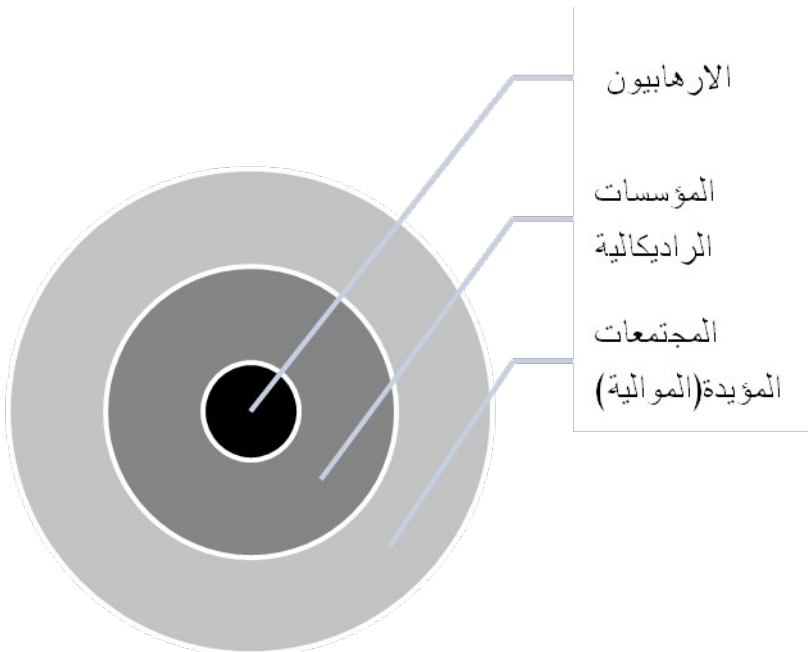 الارهابيون
المؤسسات
الراديكالية
المجتمعات
المؤيدة(الموالية)